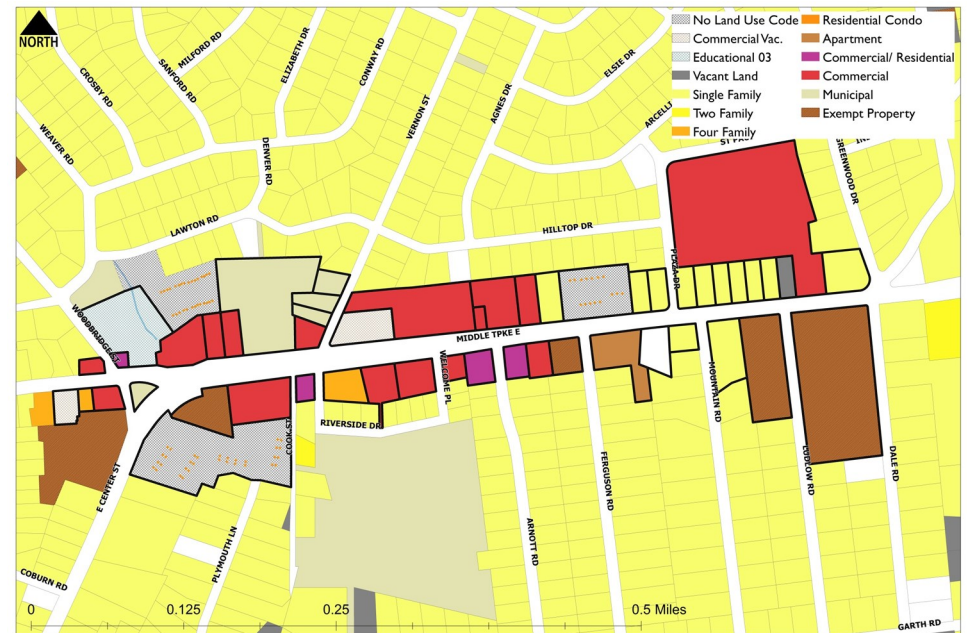 NORTH
No Land Use Code
Commercial Vac.
Educational 03
Vacant Land
Single Family
Two Family
Four Family
Residential Condo
Apartment
Commercial/ Residential
Commercial
Municipal
Exempt Property
MILFORD RD
CROSBY RD
SANFORD RD
ELIZABETH DR
CONWAY RD
WEAVER RD
DENVER RD
VERNON ST
AGNES DR
ELSIE DR
GREENWOOD DR
LAWTON RD
HILLTOP DR
PLAZA DR
WOODBRIDGE ST
MIDDLE TPKE E
WELCOME PL
RIVERSIDE DR
COOK ST
MOUNTAIN RD
E CENTER ST
FERGUSON RD
LUDLOW RD
DALE RD
PLYMOUTH LN
ARNOTT RD
COBURN RD
GARTH RD
0
0.125
0.25
0.5 Miles